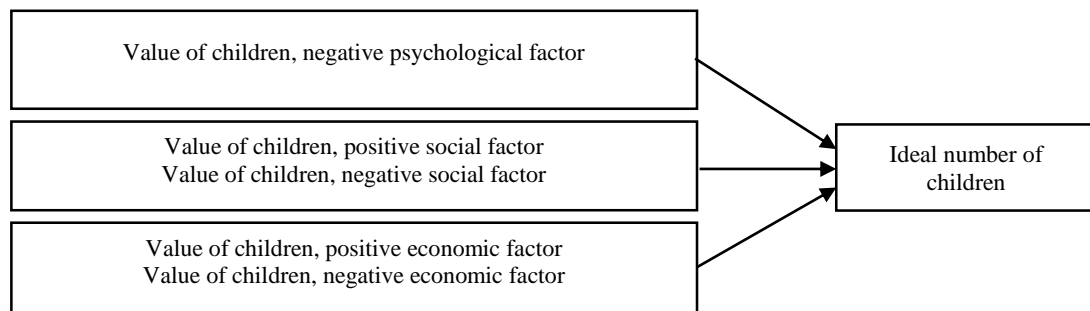 Value of children, negative psychological factor
Value of children, positive social factor
Value of children, negative social factor
Value of children, positive economic factor
Value of children, negative economic factor
Ideal number of
children